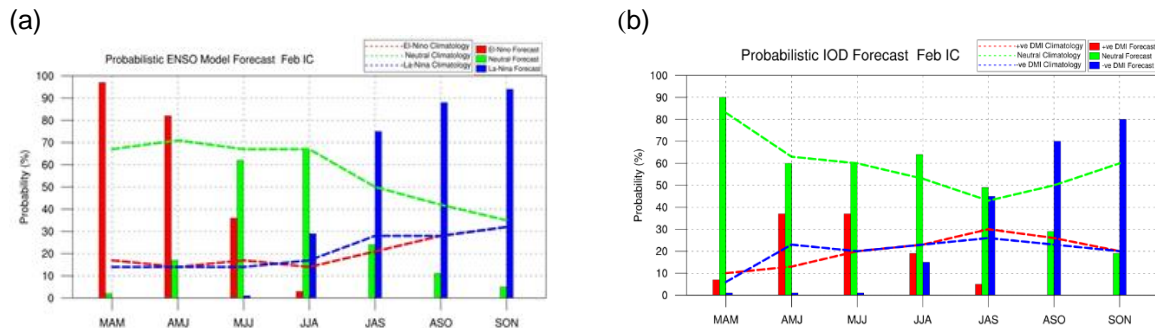 (a)
Probabilistic ENSO Model Forecast Feb IC
El-Nino Climatology
Neutral Climatology
La-Nina Climatology
El-Nino Forecast
Neutral Forecast
La-Nina Forecast
Probability (%)
100
90
80
70
60
50
40
30
20
10
0
MAM AMJ MJJ JJA JAS ASO SON
(b)
Probabilistic IOD Forecast Feb IC
+ve DMI Climatology
Neutral Climatology
-ve DMI Climatology
+ve DMI Forecast
Neutral Forecast
-ve DMI Forecast
Probability (%)
100
90
80
70
60
50
40
30
20
10
0
MAM AMJ MJJ JJA JAS ASO SON